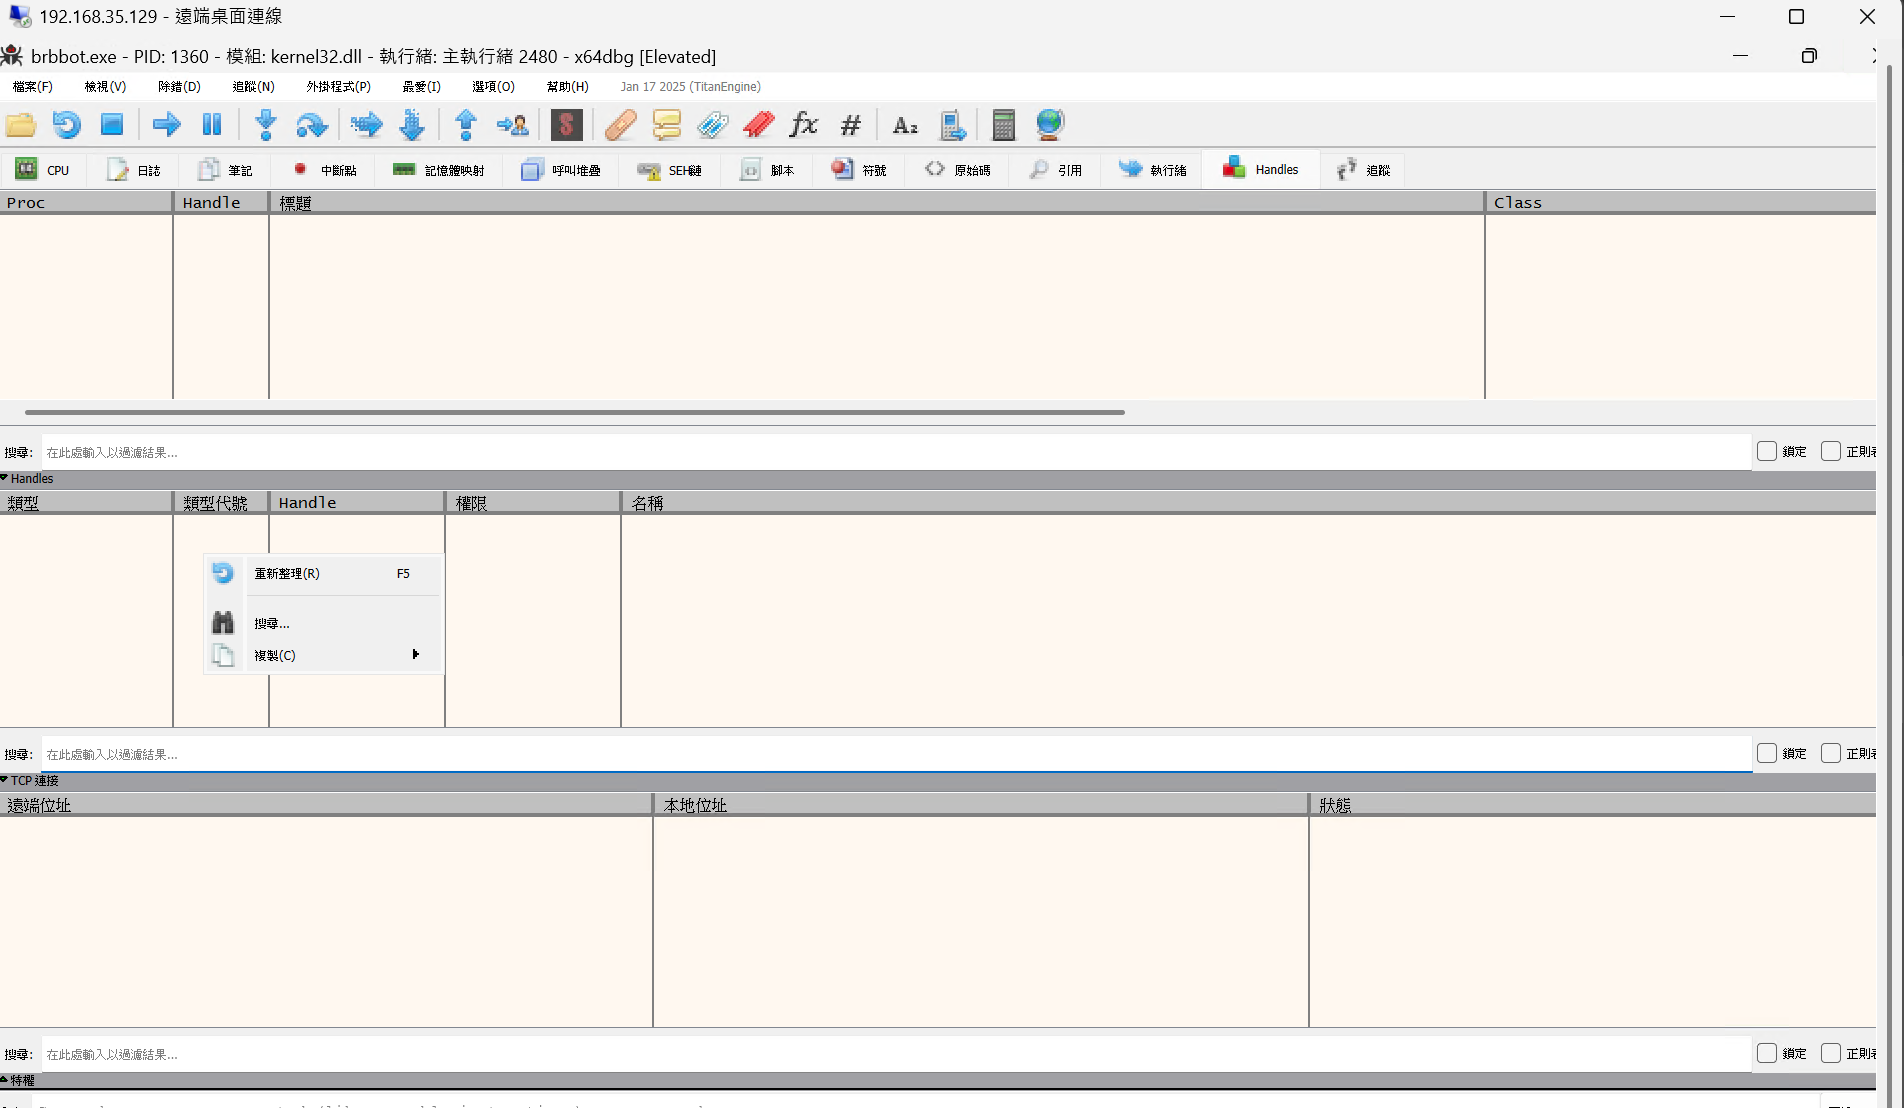 192.168.35.129 - 遠端桌面連線
brbbot.exe - PID: 1360 - 模組: kernel32.dll - 執行緒: 主執行緒 2480 - x64dbg [Elevated]
檔案(F) 檢視(V) 除錯(D) 追蹤(N) 外掛程式(P) 最愛(I) 選項(O) 幫助(H) Jan 17 2025 (TitanEngine)
CPU 日誌 筆記 中斷點 記憶體映射 呼叫堆疊 SEH鏈 腳本 符號 原始碼 引用 執行緒 Handles 追蹤
Proc Handle 標題 Class
搜尋: 在此處輸入以過濾結果... 鎖定 正則
Handles
類型 類型代號 Handle 權限 名稱
重新整理(R) F5
搜尋...
複製(C)
搜尋: 在此處輸入以過濾結果... 鎖定 正則
TCP 連接
遠端位址 本地位址 狀態
搜尋: 在此處輸入以過濾結果... 鎖定 正則
特權